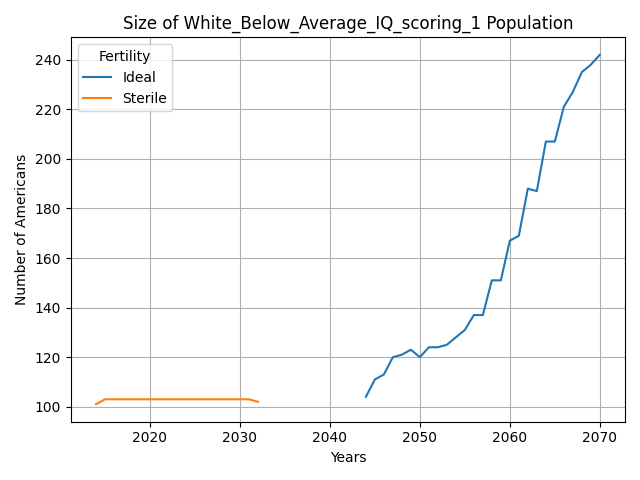 Size of White_Below_Average_IQ_scoring_1 Population
Number of Americans
240
220
200
180
160
140
120
100
Fertility
Ideal
Sterile
2020 2030 2040 2050 2060 2070
Years